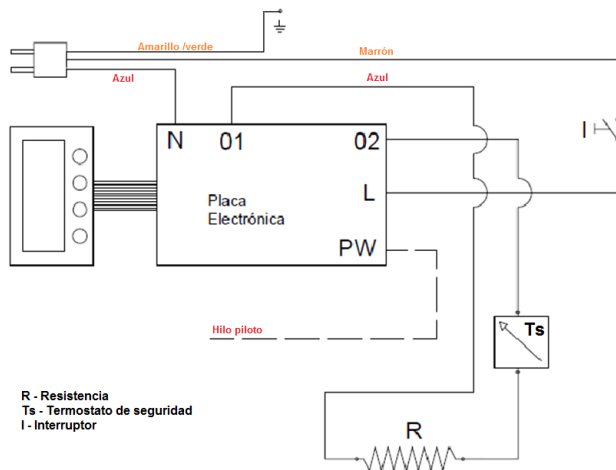 Amarillo /verde
Marrón
Azul
Azul
I
N
01
02
Placa
Electrónica
L
PW
Hilo piloto
Ts
R - Resistencia
Ts - Termostato de seguridad
I - Interruptor
R